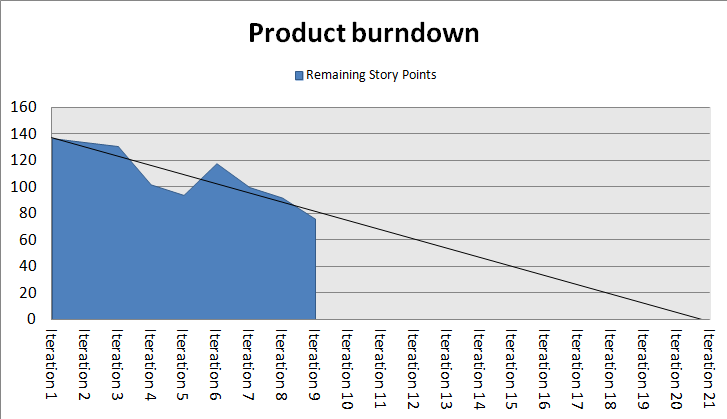 Product burndown
Remaining Story Points
160
140
120
100
80
60
40
20
0
Iteration 1
Iteration 2
Iteration 3
Iteration 4
Iteration 5
Iteration 6
Iteration 7
Iteration 8
Iteration 9
Iteration 10
Iteration 11
Iteration 12
Iteration 13
Iteration 14
Iteration 15
Iteration 16
Iteration 17
Iteration 18
Iteration 19
Iteration 20
Iteration 21